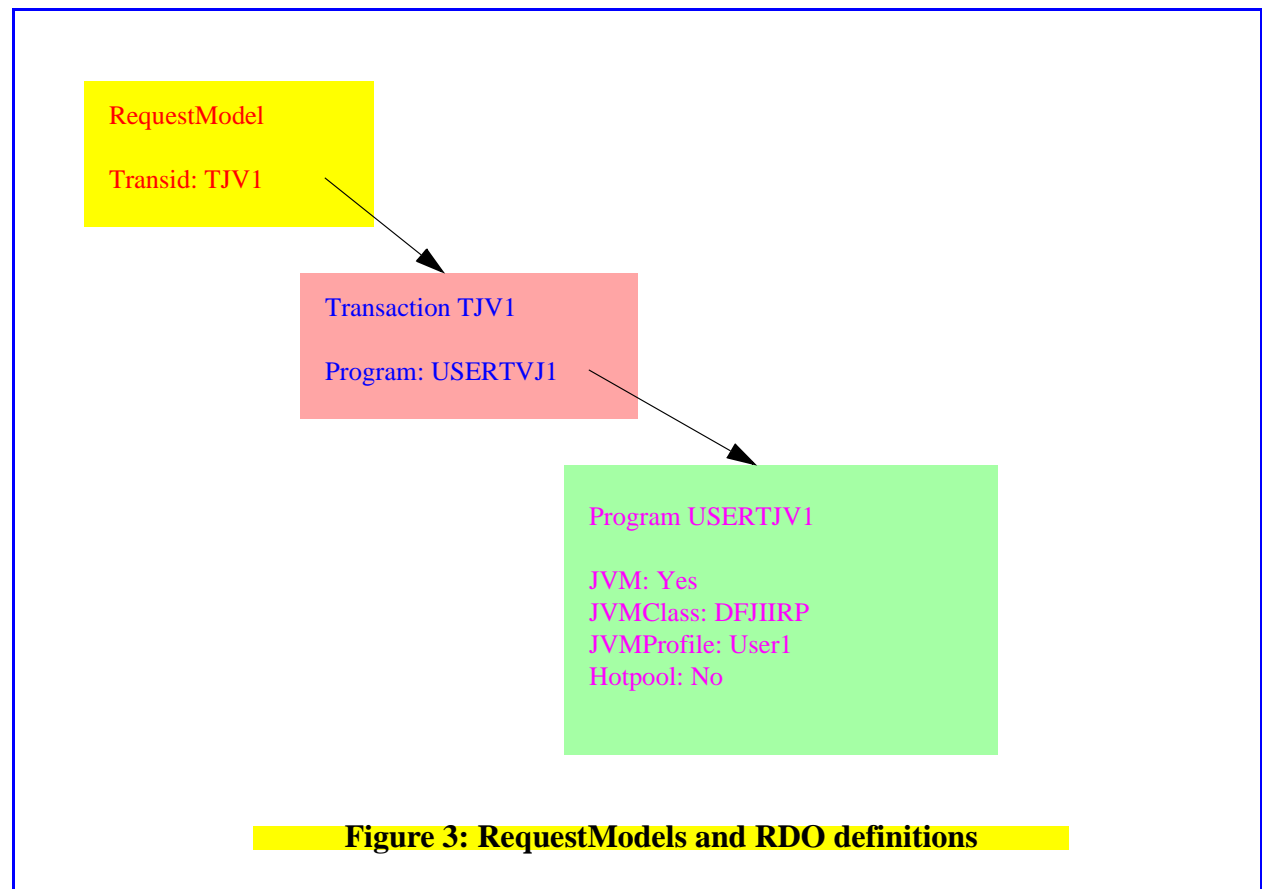 RequestModel
Transid: TJV1
Transaction TJV1
Program: USERTVJ1
Program USERTJV1
JVM: Yes
JVMClass: DFJIIRP
JVMProfile: User1
Hotpool: No
Figure 3: RequestModels and RDO definitions